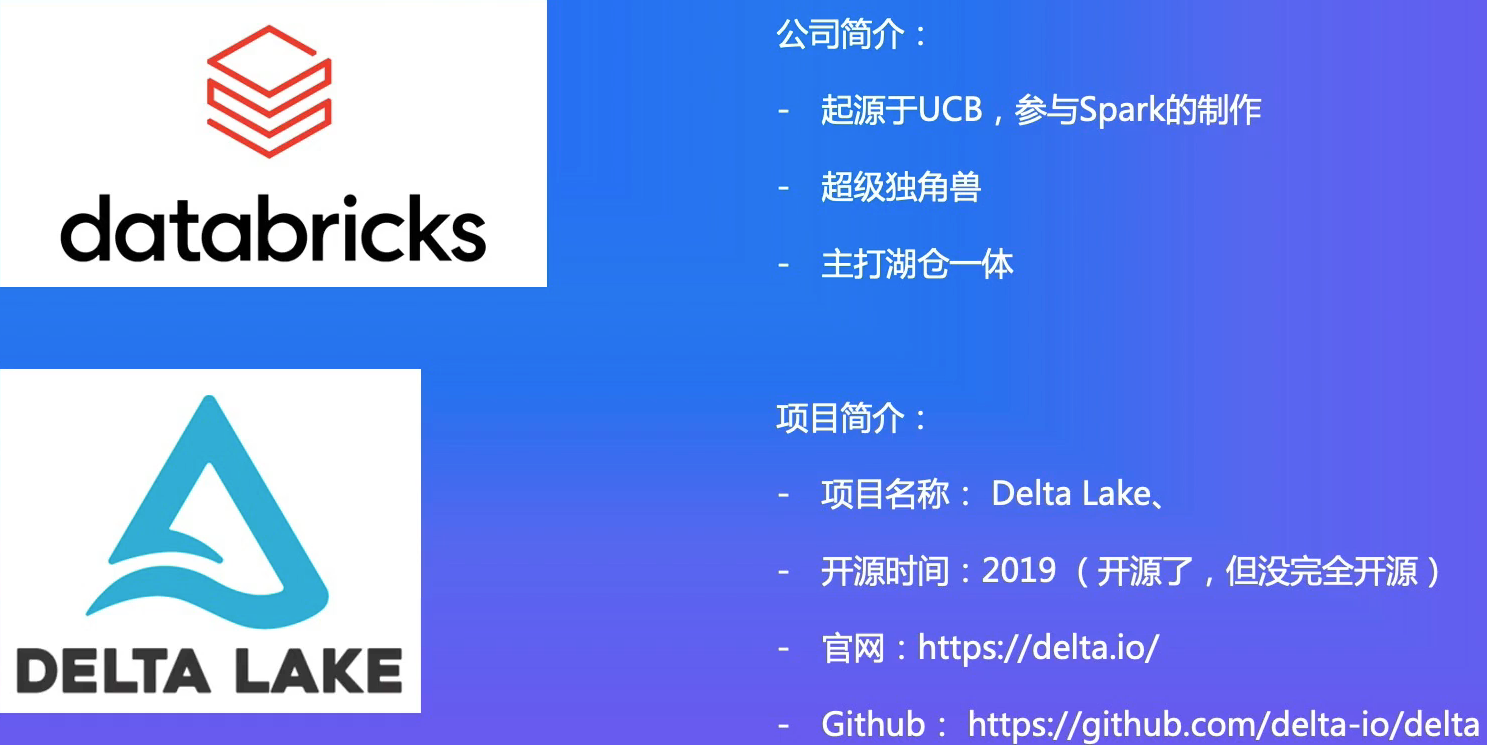 databricks
公司简介：
- 起源于UCB，参与Spark的制作
- 超级独角兽
- 主打湖仓一体
DELTA LAKE
项目简介：
- 项目名称： Delta Lake、
- 开源时间：2019 （开源了，但没完全开源）
- 官网：https://delta.io/
- Github： https://github.com/delta-io/delta